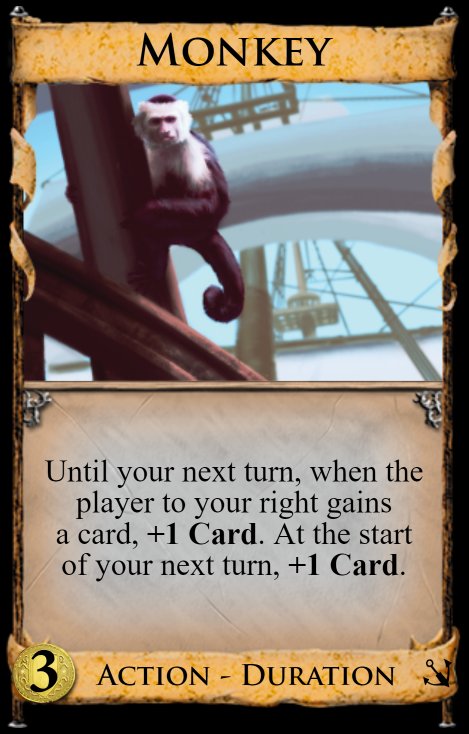 MONKEY
Until your next turn, when the
player to your right gains
a card, +1 Card. At the start
of your next turn, +1 Card.
3 ACTION - DURATION